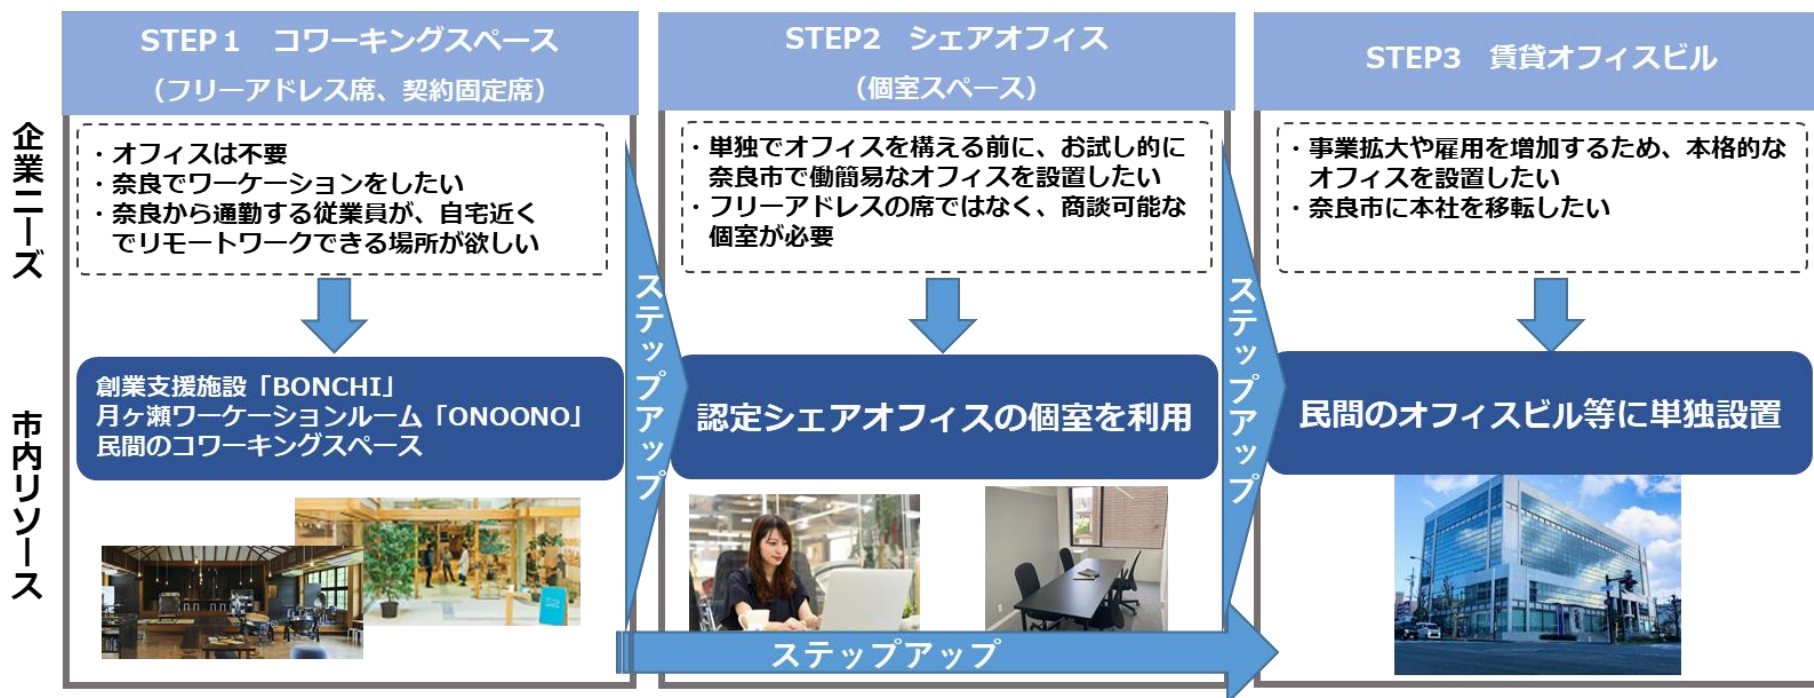 STEP１　コワーキングスペース
（フリーアドレス席、契約固定席）
STEP2　シェアオフィス
（個室スペース）
STEP3　賃貸オフィスビル
企業ニーズ
・オフィスは不要
・奈良でワーケーションをしたい
・奈良から通勤する従業員が、自宅近く
でリモートワークできる場所が欲しい
・単独でオフィスを構える前に、お試し的に
奈良市で働簡易なオフィスを設置したい
・フリーアドレスの席ではなく、商談可能な
個室が必要
・事業拡大や雇用を増加するため、本格的な
オフィスを設置したい
・奈良市に本社を移転したい
ステップアップ
ステップアップ
市内リソース
創業支援施設「BONCHI」
月ヶ瀬ワーケーションルーム「ONOONO」
民間のコワーキングスペース
認定シェアオフィスの個室を利用
民間のオフィスビル等に単独設置
ステップアップ